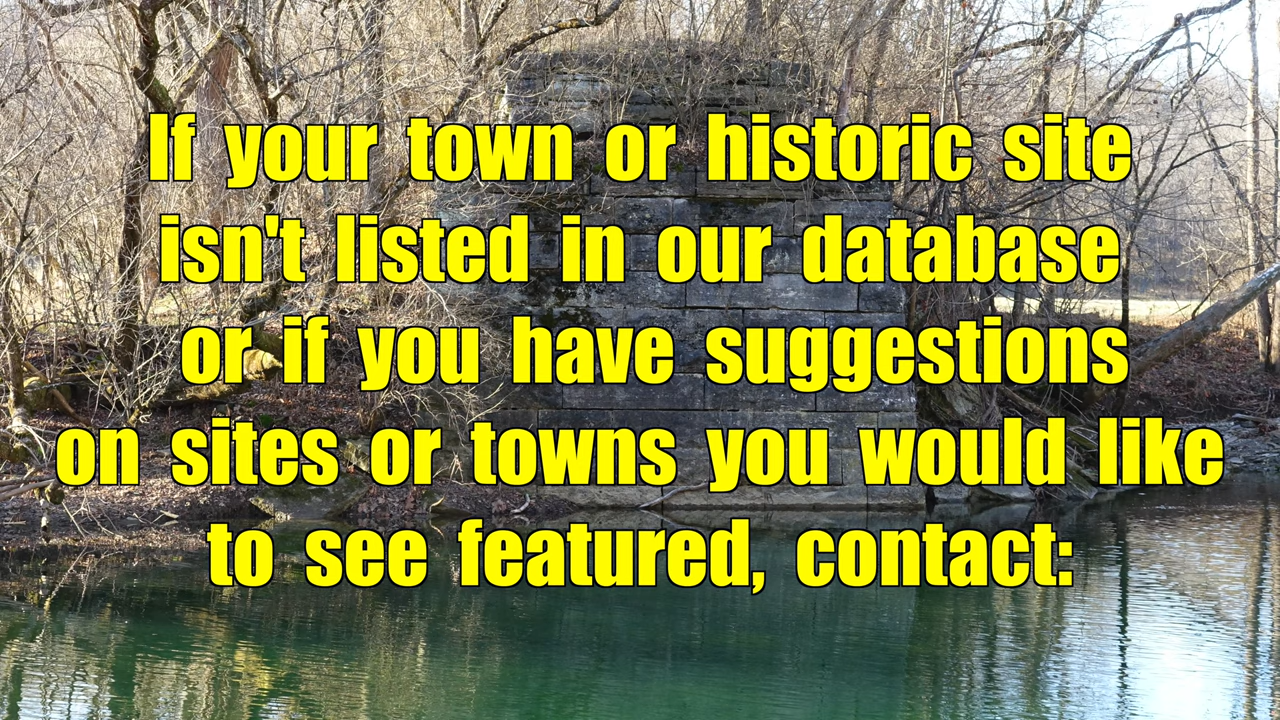 If your town or historic site
isn't listed in our database
or if you have suggestions
on sites or towns you would like
to see featured, contact: